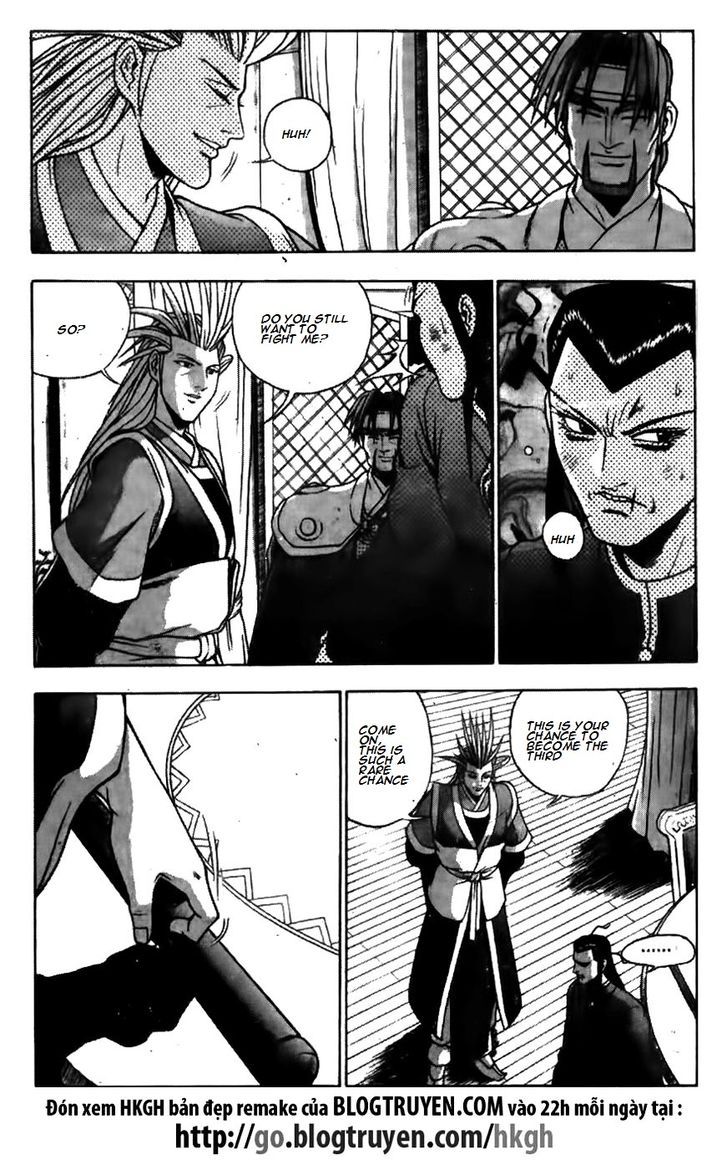 HUH!
SO?
DO YOU STILL
WANT TO
FIGHT ME?
HUH
COME
ON,
THIS IS
SUCH A
RARE
CHANCE
THIS IS YOUR
CHANCE TO
BECOME THE
THIRD
......
Đón xem HKGH bản đẹp remake của BLOGTRUYEN.COM vào 22h mỗi ngày tại :
http://go.blogtruyen.com/hkgh